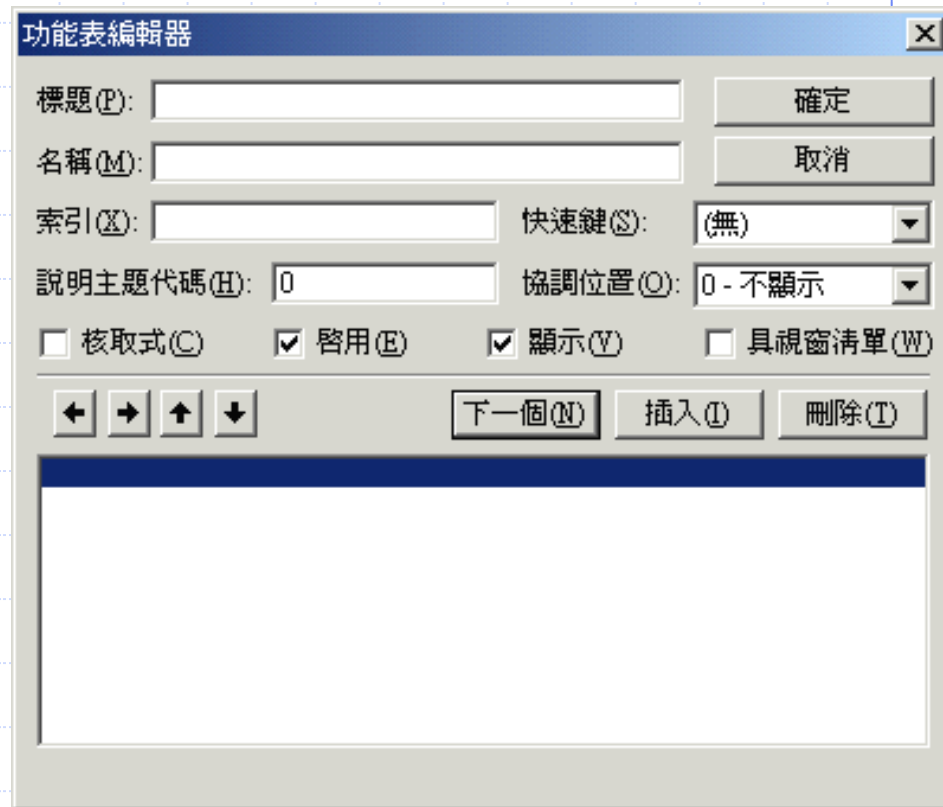 功能表編輯器
標題(P):
確定
名稱(M):
取消
索引(X):
快速鍵(S): (無)
說明主題代碼(H): 0
協調位置(O): 0 - 不顯示
核取式(C) 啓用(E) 顯示(V) 具視窗清單(W)
下一個(N) 插入(I) 刪除(T)